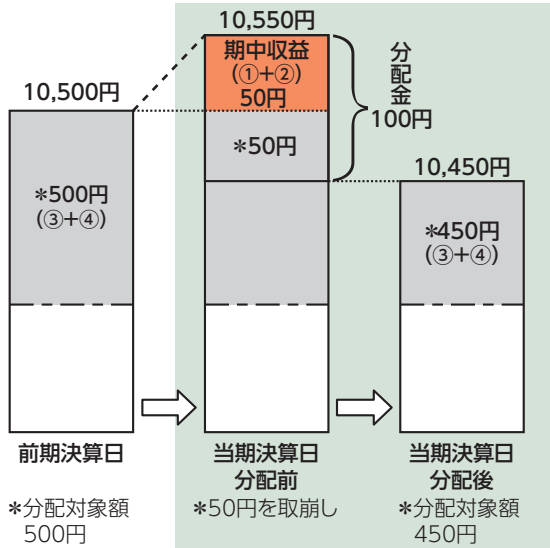 10,500円
*500円
(③+④)
前期決算日
*分配対象額
500円
10,550円
期中収益
(①+②)
50円
*50円
分配金
100円
当期決算日
分配前
*50円を取崩し
10,450円
*450円
(③+④)
当期決算日
分配後
*分配対象額
450円